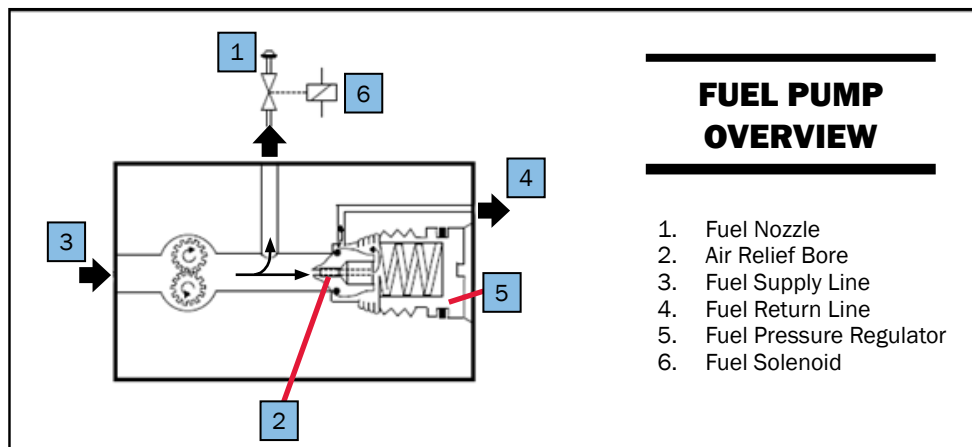 1
6
4
3
5
2
FUEL PUMP
OVERVIEW
1. Fuel Nozzle
2. Air Relief Bore
3. Fuel Supply Line
4. Fuel Return Line
5. Fuel Pressure Regulator
6. Fuel Solenoid